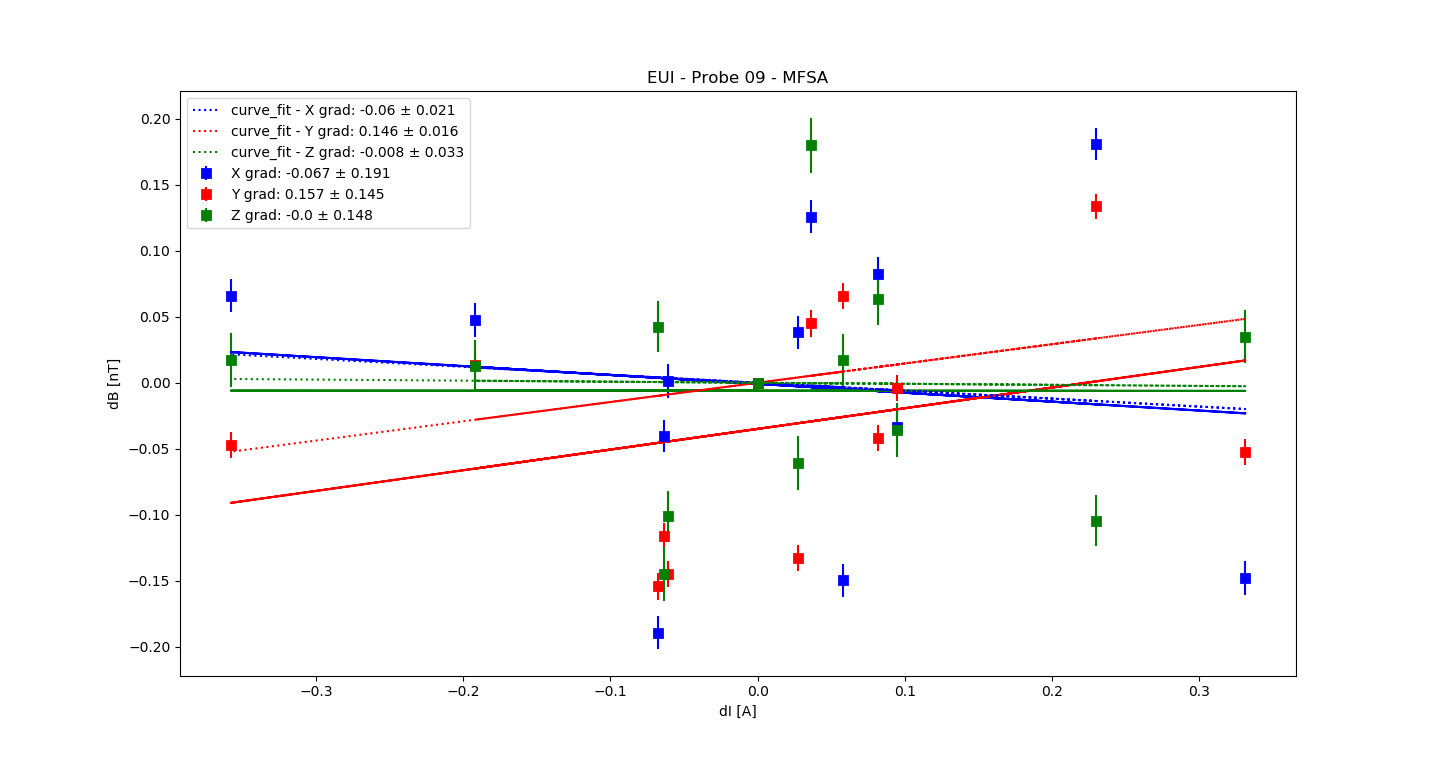 EUI - Probe 09 - MFSA
curve_fit - X grad: -0.06 ± 0.021
curve_fit - Y grad: 0.146 ± 0.016
curve_fit - Z grad: -0.008 ± 0.033
X grad: -0.067 ± 0.191
Y grad: 0.157 ± 0.145
Z grad: -0.0 ± 0.148
dB [nT]
0.20
0.15
0.10
0.05
0.00
−0.05
−0.10
−0.15
−0.20
−0.3 −0.2 −0.1 0.0 0.1 0.2 0.3
dI [A]